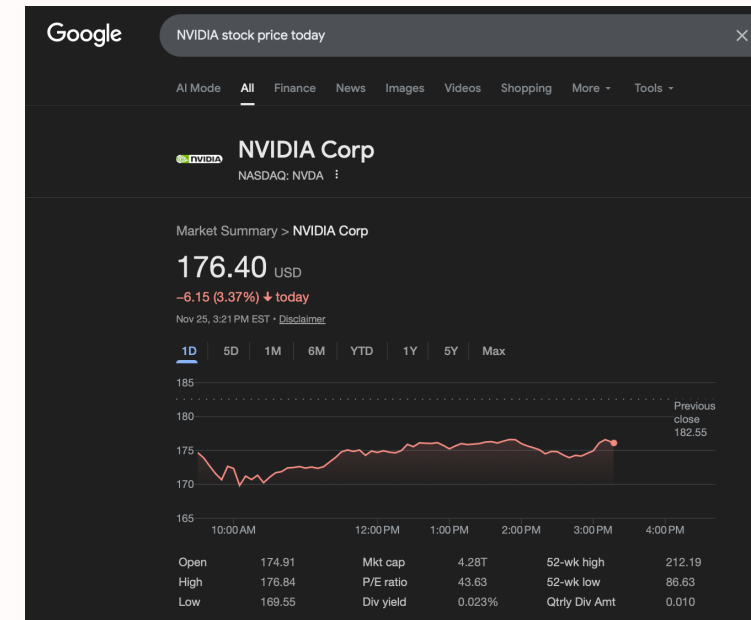 Google
NVIDIA stock price today
AI Mode All Finance News Images Videos Shopping More Tools
NVIDIA
NVIDIA Corp
NASDAQ: NVDA
Market Summary > NVIDIA Corp
176.40 USD
−6.15 (3.37%) ↓ today
Nov 25, 3:21 PM EST • Disclaimer
1D 5D 1M 6M YTD 1Y 5Y Max
185
Previous
close
182.55
180
175
170
165
10:00 AM 12:00 PM 1:00 PM 2:00 PM 3:00 PM 4:00 PM
Open 174.91 Mkt cap 4.28T 52-wk high 212.19
High 176.84 P/E ratio 43.63 52-wk low 86.63
Low 169.55 Div yield 0.023% Qtrly Div Amt 0.010